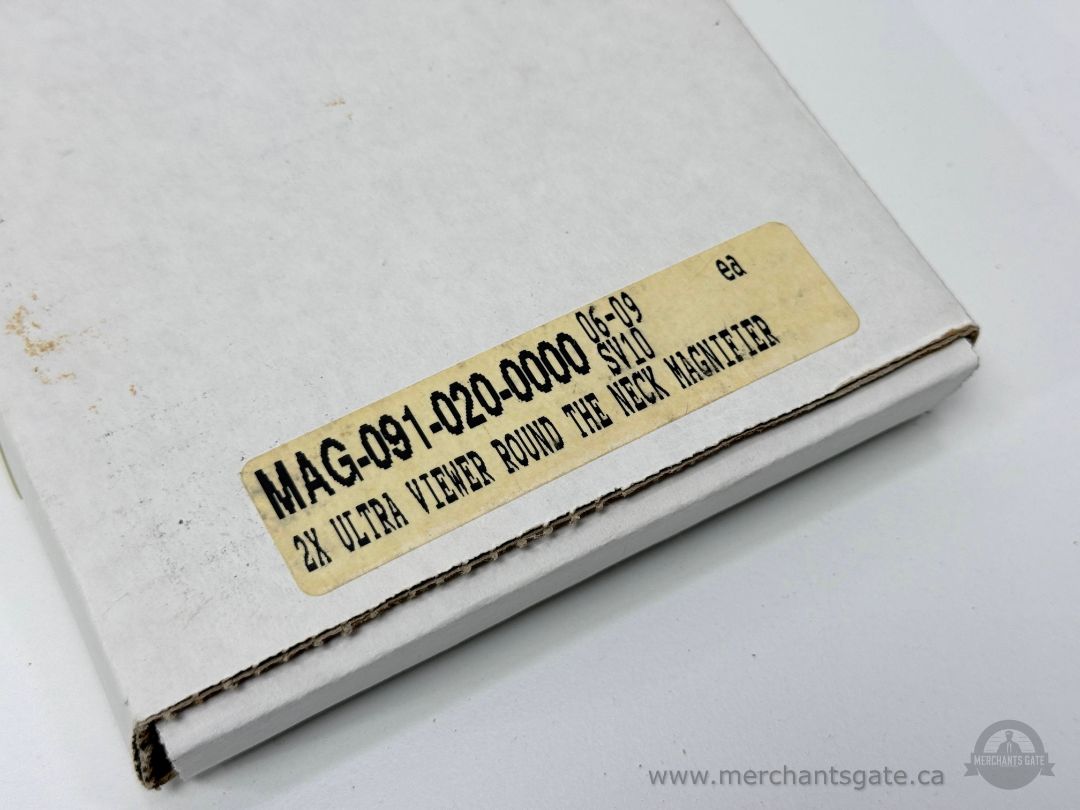 MAG-091-020-0000 06-09 ea
SV10
2X ULTRA VIEWER ROUND THE NECK MAGNIFIER
www.merchantsgate.ca
MERCHANTS GATE